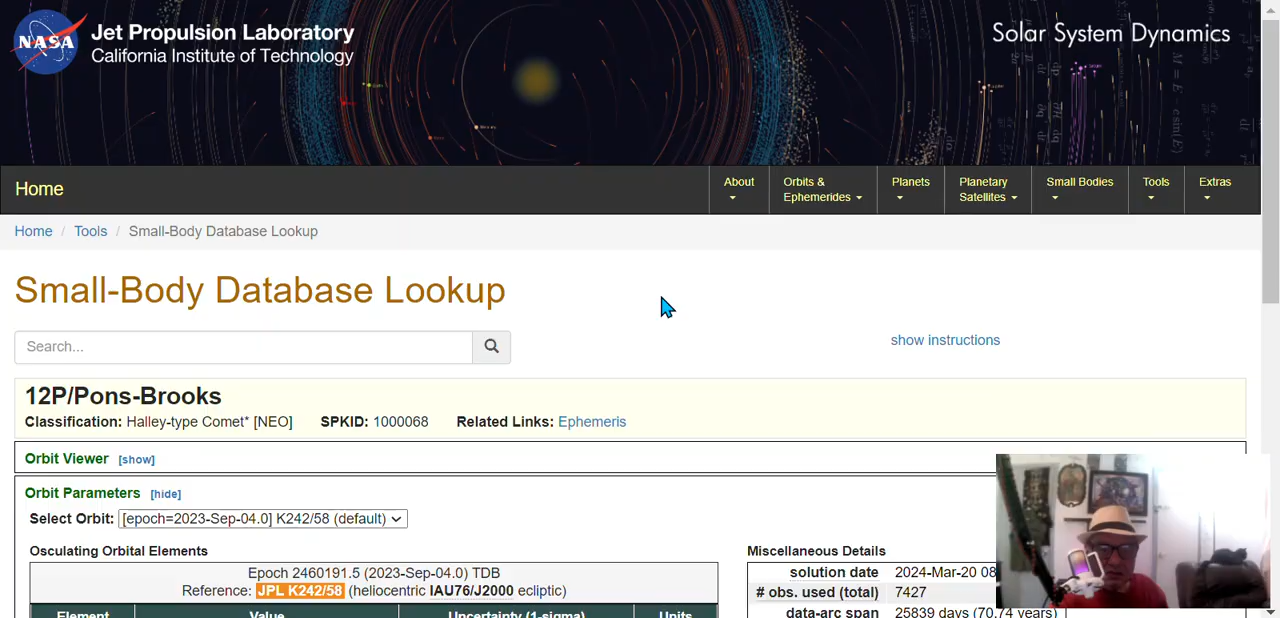 NASA
Jet Propulsion Laboratory
California Institute of Technology
Solar System Dynamics
Home
About
Orbits &
Ephemerides
Planets
Planetary
Satellites
Small Bodies
Tools
Extras
Home / Tools / Small-Body Database Lookup
Small-Body Database Lookup
Search...
show instructions
12P/Pons-Brooks
Classification: Halley-type Comet* [NEO] SPKID: 1000068 Related Links: Ephemeris
Orbit Viewer [show]
Orbit Parameters [hide]
Select Orbit: [epoch=2023-Sep-04.0] K242/58 (default)
Osculating Orbital Elements
Epoch 2460191.5 (2023-Sep-04.0) TDB
Reference: JPL K242/58 (heliocentric IAU76/J2000 ecliptic)
Element Value Uncertainty (1-sigma) Units
Miscellaneous Details
solution date 2024-Mar-20 08
# obs. used (total) 7427
data-arc span 25839 days (70.74 years)